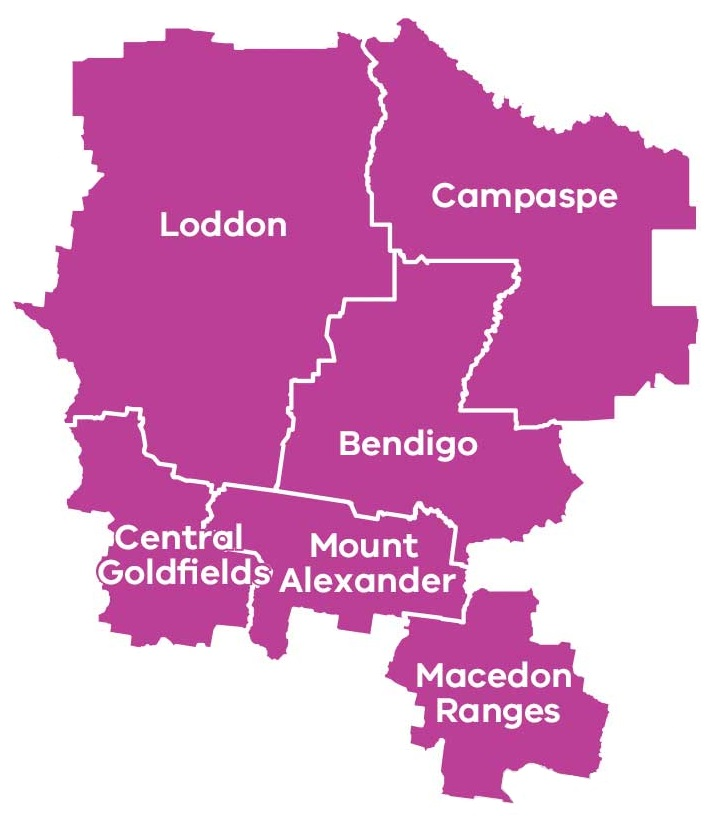 Campaspe
Loddon
Bendigo
Central
Goldfields
Mount
Alexander
Macedon
Ranges